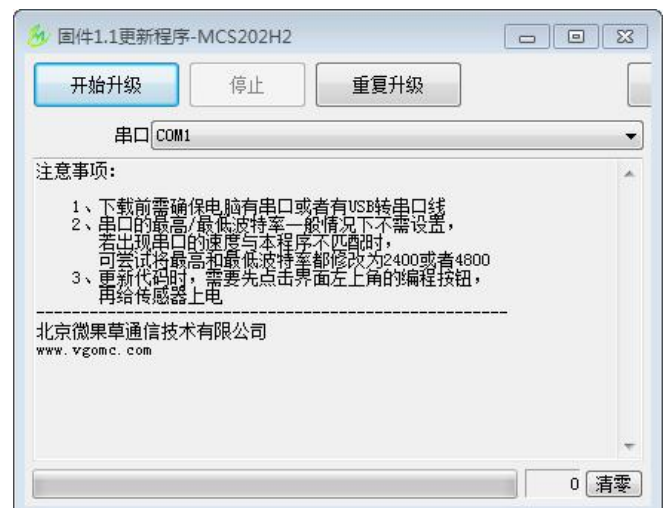 固件1.1更新程序-MCS202H2
开始升级 停止 重复升级
串口 COM1
注意事项:
1、下载前需确保电脑有串口或者有USB转串口线
2、串口的最高/最低波特率一般情况下不需设置，
若出现串口的速度与本程序不匹配时，
可尝试将最高和最低波特率都修改为2400或者4800
3、更新代码时，需要先点击界面左上角的编程按钮，
再给传感器上电
--------------------------------------------------
北京微果草通信技术有限公司
www.vgomc.com
0 清零